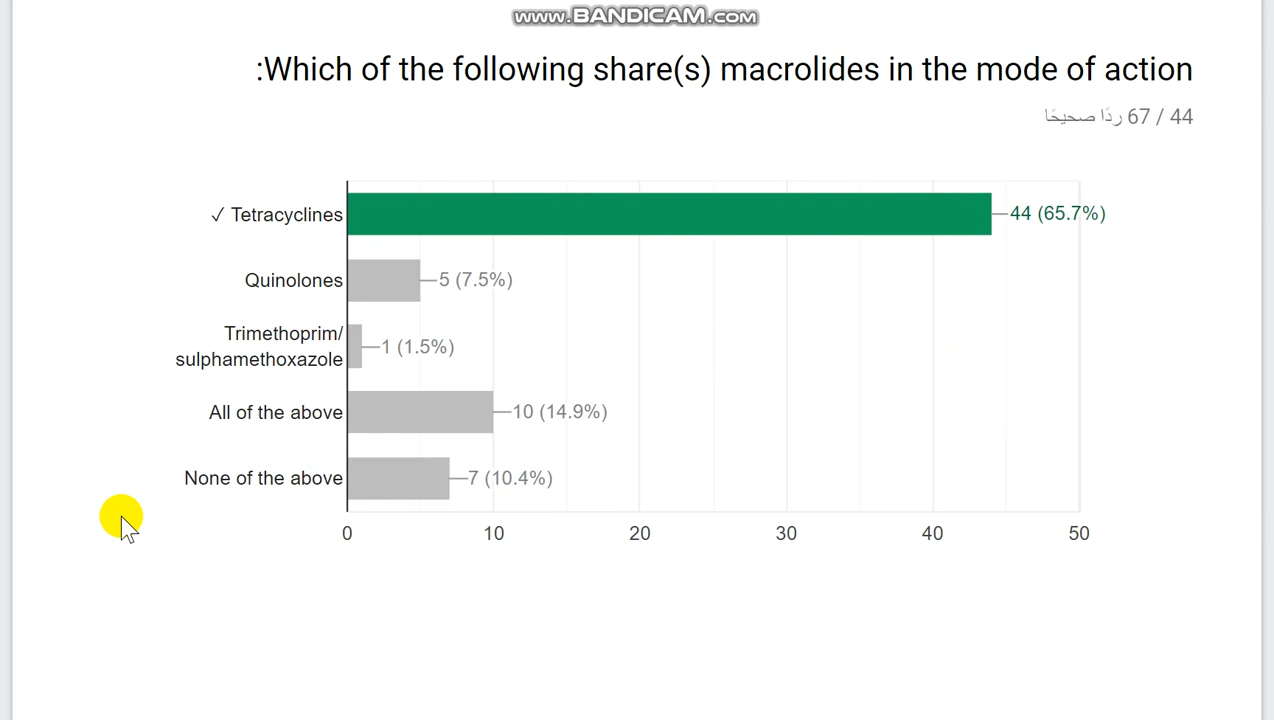 www.BANDICAM.com
:Which of the following share(s) macrolides in the mode of action
44 / 67 ردًا صحيحًا
✓ Tetracyclines
44 (65.7%)
Quinolones
5 (7.5%)
Trimethoprim/
sulphamethoxazole
1 (1.5%)
All of the above
10 (14.9%)
None of the above
7 (10.4%)
0 10 20 30 40 50